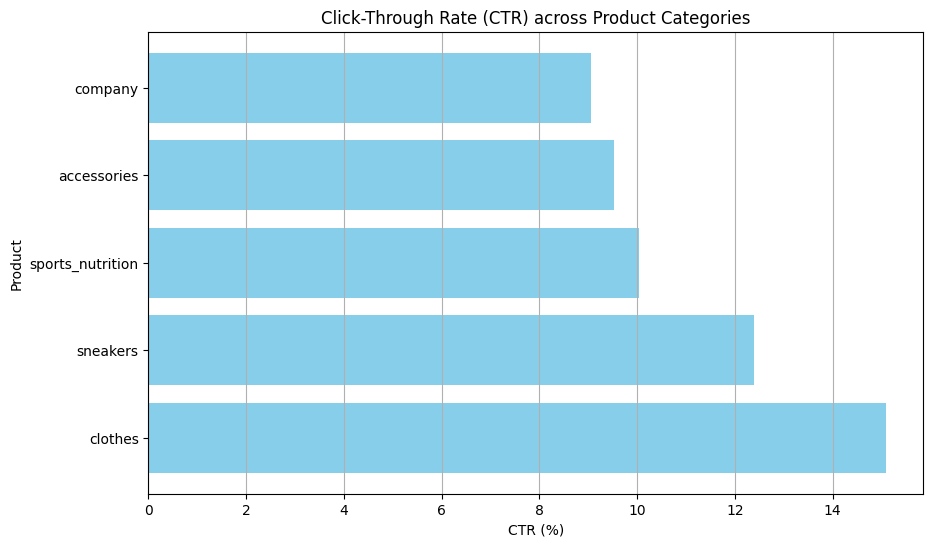 Click-Through Rate (CTR) across Product Categories
Product
company
accessories
sports_nutrition
sneakers
clothes
0 2 4 6 8 10 12 14
CTR (%)